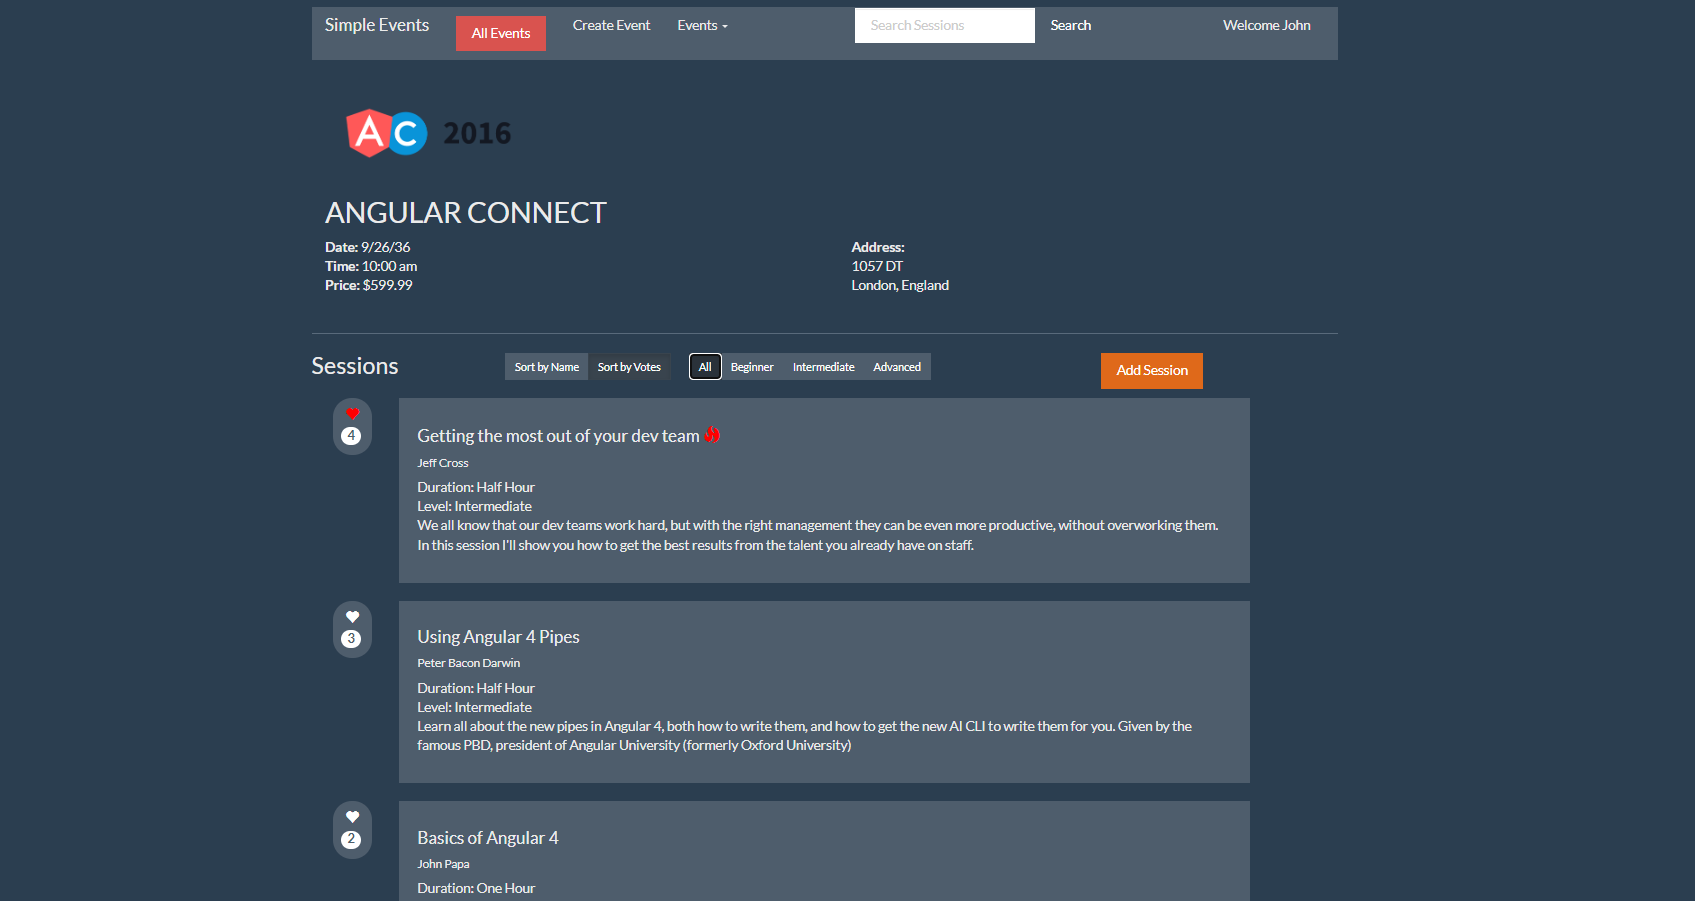 Simple Events All Events Create Event Events Search Sessions Search Welcome John
AC 2016
ANGULAR CONNECT
Date: 9/26/36
Time: 10:00 am
Price: $599.99
Address:
1057 DT
London, England
Sessions Sort by Name Sort by Votes All Beginner Intermediate Advanced Add Session
4
Getting the most out of your dev team
Jeff Cross
Duration: Half Hour
Level: Intermediate
We all know that our dev teams work hard, but with the right management they can be even more productive, without overworking them.
In this session I'll show you how to get the best results from the talent you already have on staff.
3
Using Angular 4 Pipes
Peter Bacon Darwin
Duration: Half Hour
Level: Intermediate
Learn all about the new pipes in Angular 4, both how to write them, and how to get the new AI CLI to write them for you. Given by the
famous PBD, president of Angular University (formerly Oxford University)
2
Basics of Angular 4
John Papa
Duration: One Hour